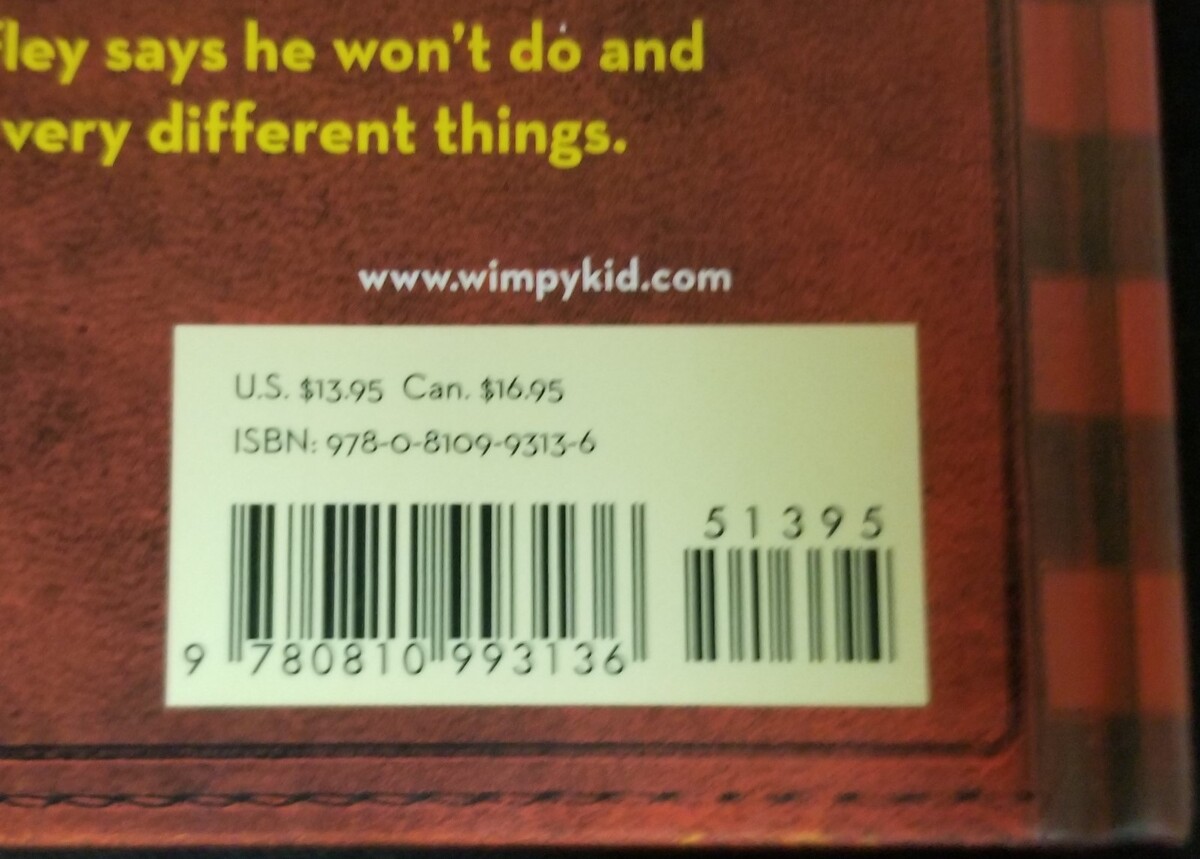 fley says he won't do and
very different things.
www.wimpykid.com
U.S. $13.95 Can. $16.95
ISBN: 978-0-8109-9313-6
51395
9 780810 993136